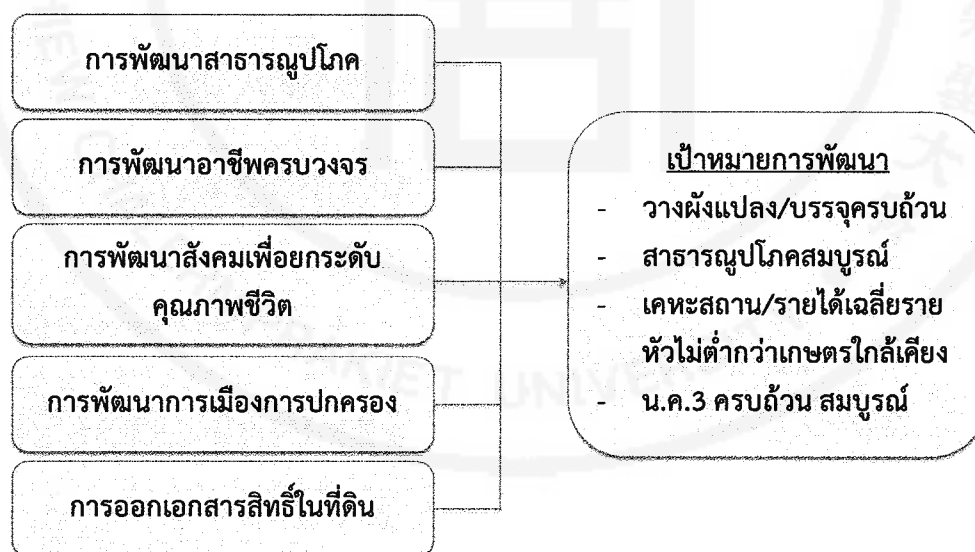 การพัฒนาสาธารณูปโภค
การพัฒนาอาชีพครบวงจร
การพัฒนาสังคมเพื่อยกระดับ
คุณภาพชีวิต
การพัฒนาการเมืองการปกครอง
การออกเอกสารสิทธิ์ในที่ดิน
เป้าหมายการพัฒนา
- วางผังแปลง/บรรจุครบถ้วน
- สาธารณูปโภคสมบูรณ์
- เคหะสถาน/รายได้เฉลี่ยราย
หัวไม่ต่ำกว่าเกษตรใกล้เคียง
- น.ค.3 ครบถ้วน สมบูรณ์